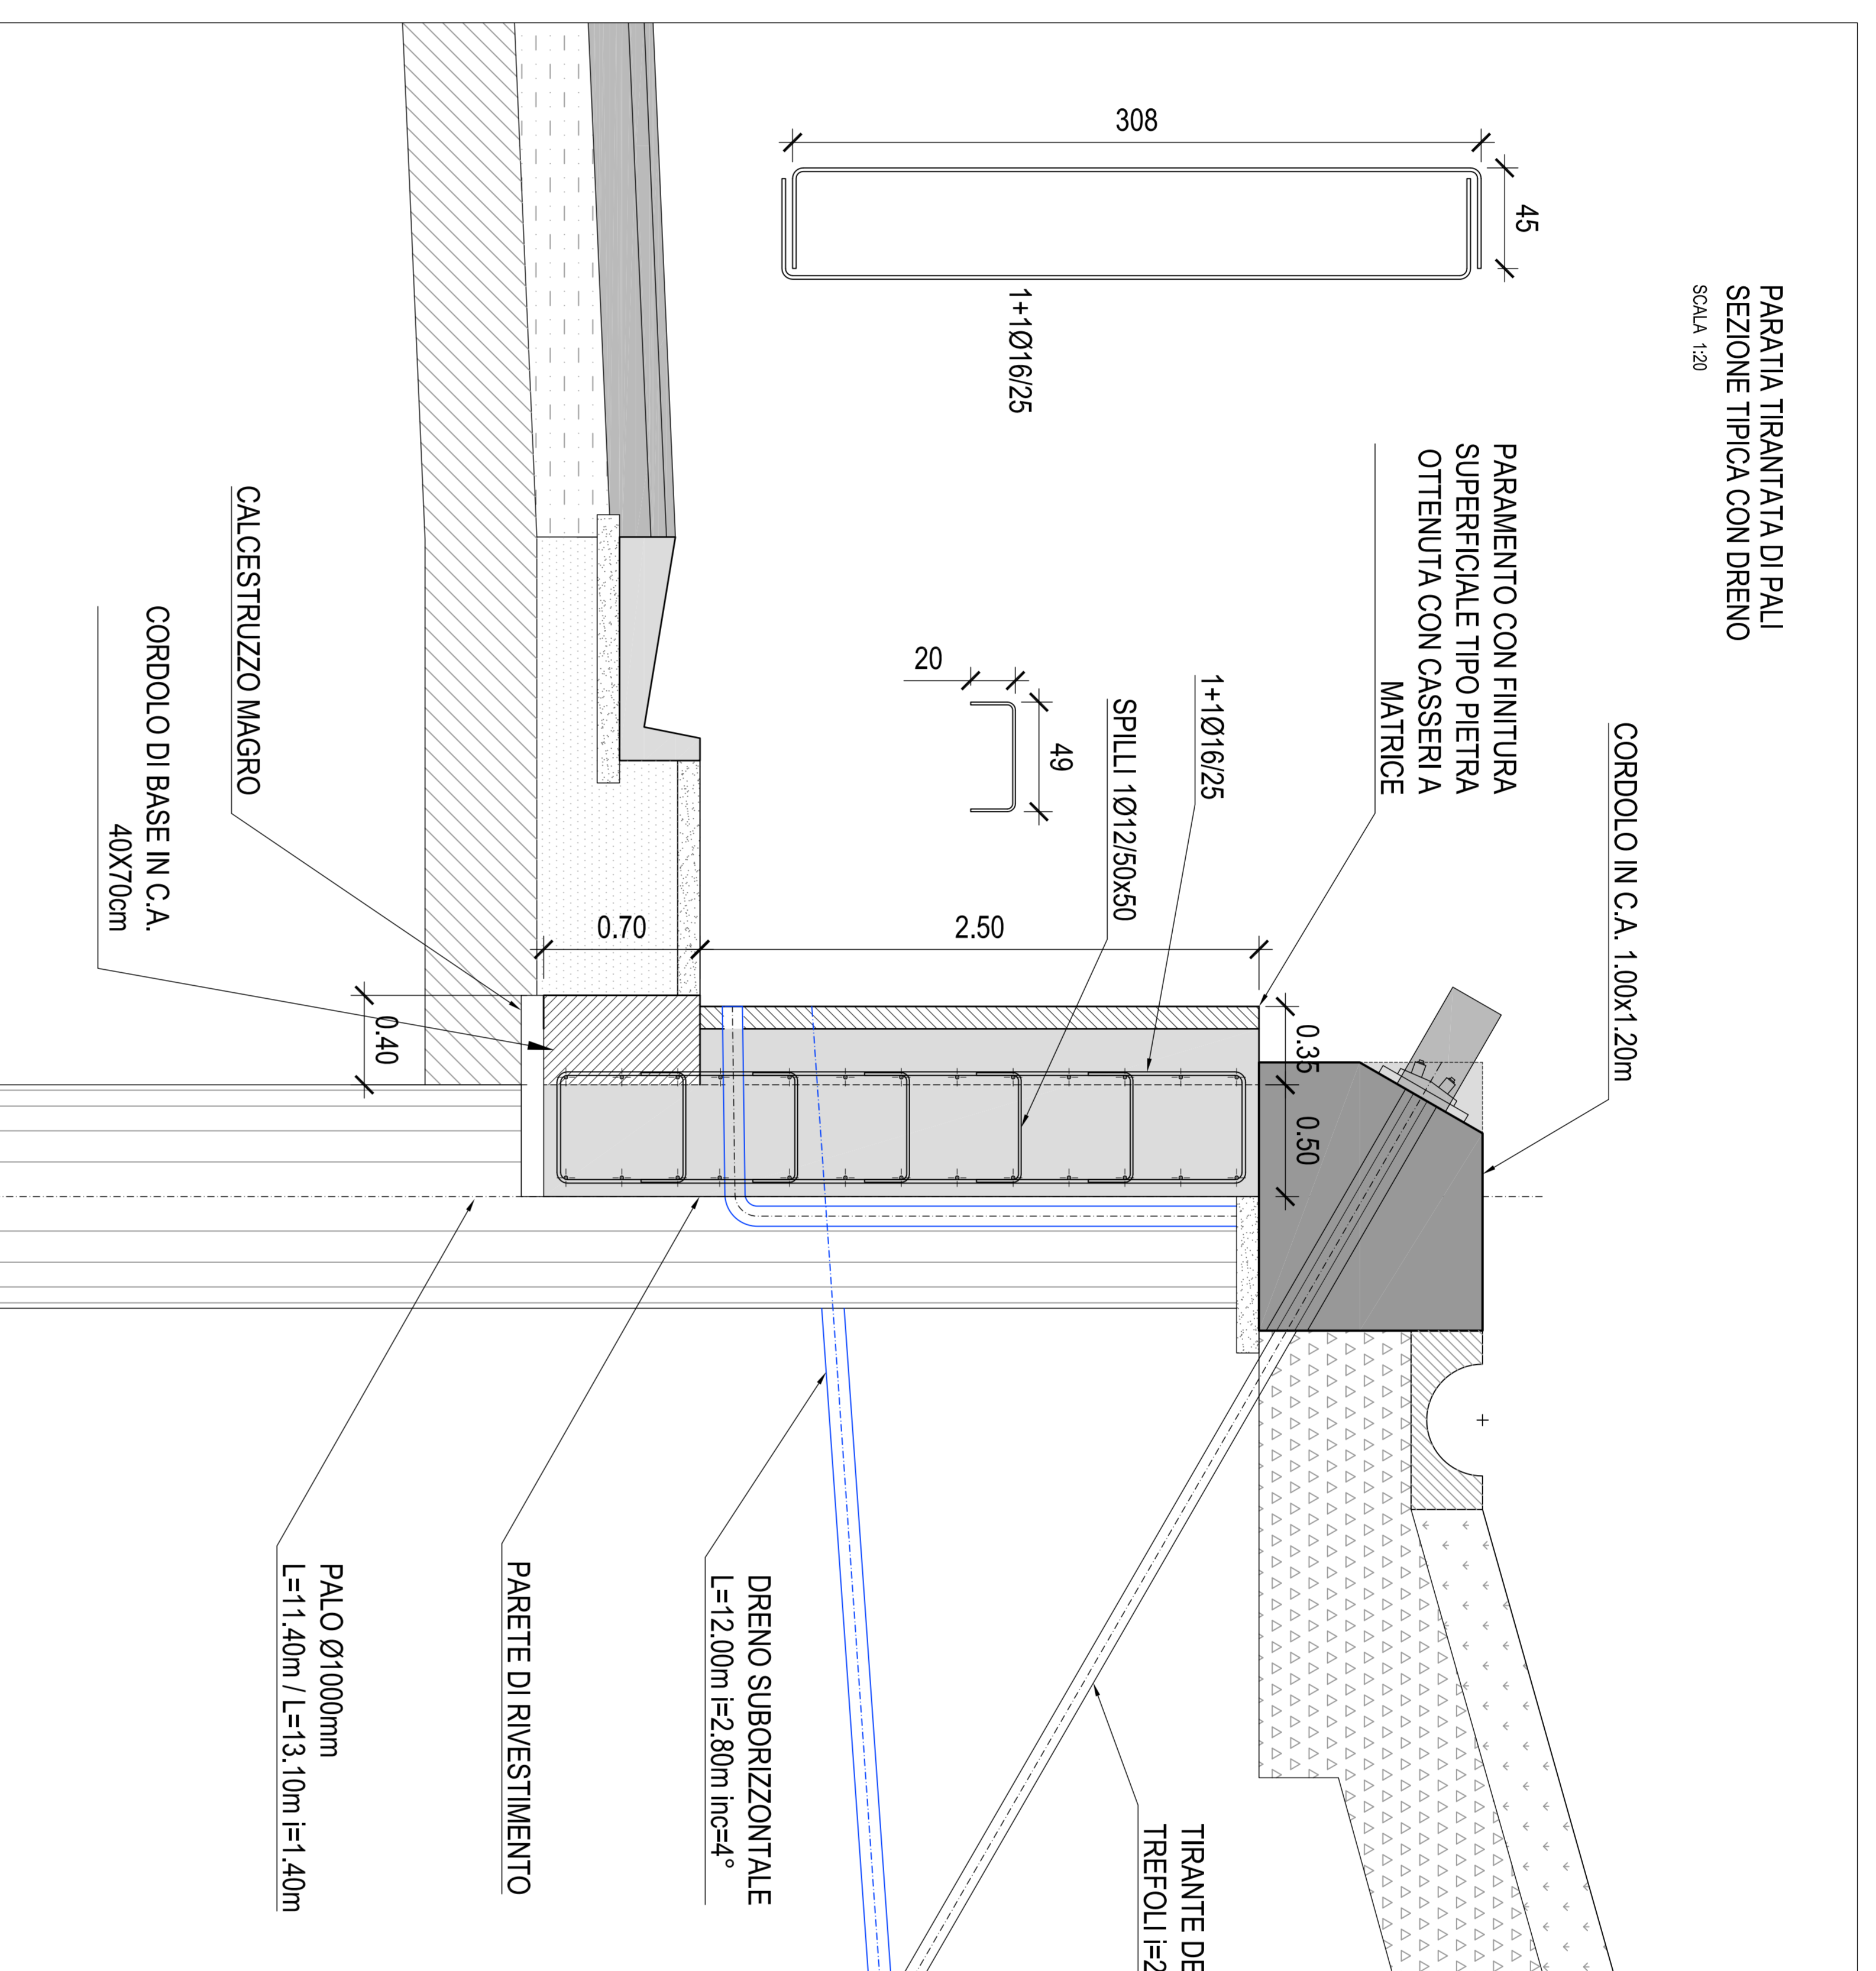 PARATIA TIRANTATA DI PALI
SEZIONE TIPICA CON DRENO
SCALA 1:20
CORDOLO IN C.A. 1.00x1.20m
PARAMENTO CON FINITURA
SUPERFICIALE TIPO PIETRA
OTTENUTA CON CASSERI A
MATRICE
45
308
1+1Ø16/25
1+1Ø16/25
SPILLI 1Ø12/50x50
49
20
0.35
0.50
2.50
0.70
0.40
CALCESTRUZZO MAGRO
CORDOLO DI BASE IN C.A.
40X70cm
TIRANTE DE
TREFOLI i=2
DRENO SUBORIZZONTALE
L=12.00m i=2.80m inc=4°
PARETE DI RIVESTIMENTO
PALO Ø1000mm
L=11.40m / L=13.10m i=1.40m